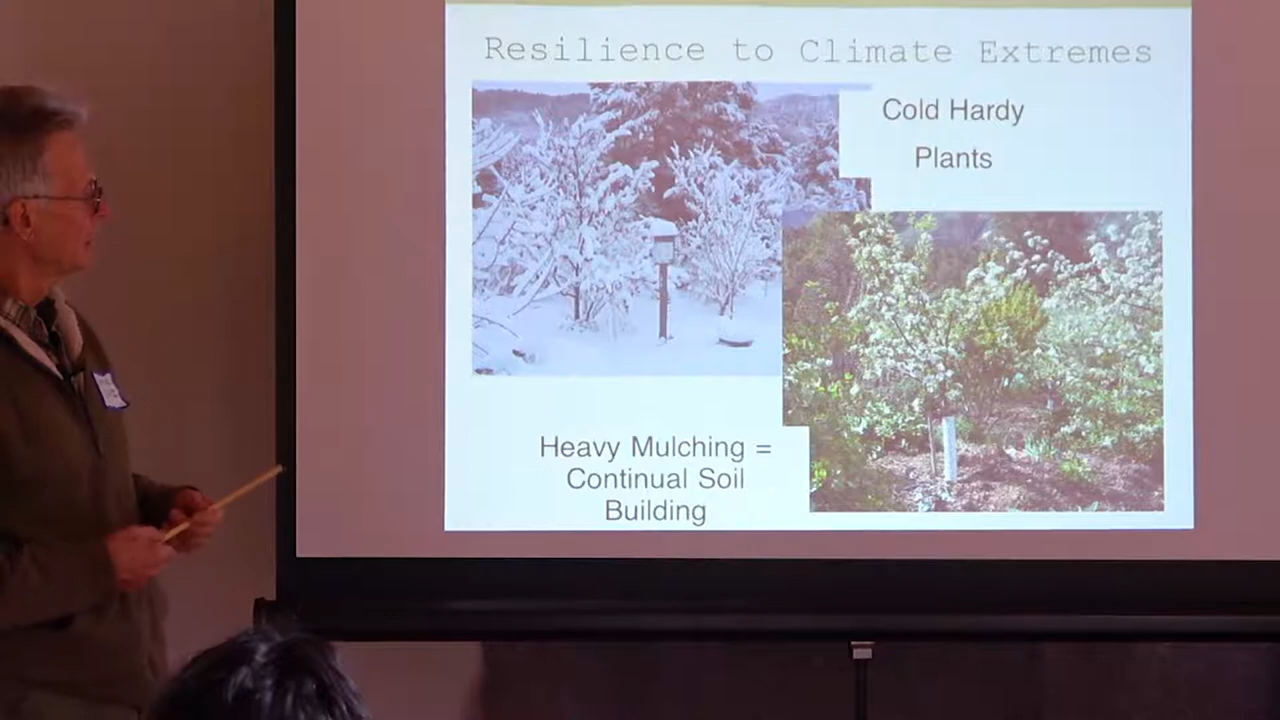 Resilience to Climate Extremes
Cold Hardy
Plants
Heavy Mulching =
Continual Soil
Building